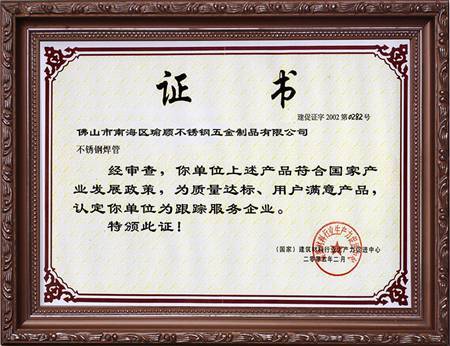 证 书
建促证字 2002 第0282号
佛山市南海区瑜顺不锈钢五金制品有限公司
不锈钢焊管
经审查，你单位上述产品符合国家产
业发展政策，为质量达标、用户满意产品，
认定你单位为跟踪服务企业。
特颁此证！
（国家）建筑材料行业生产力促进中心
二零零五年二月